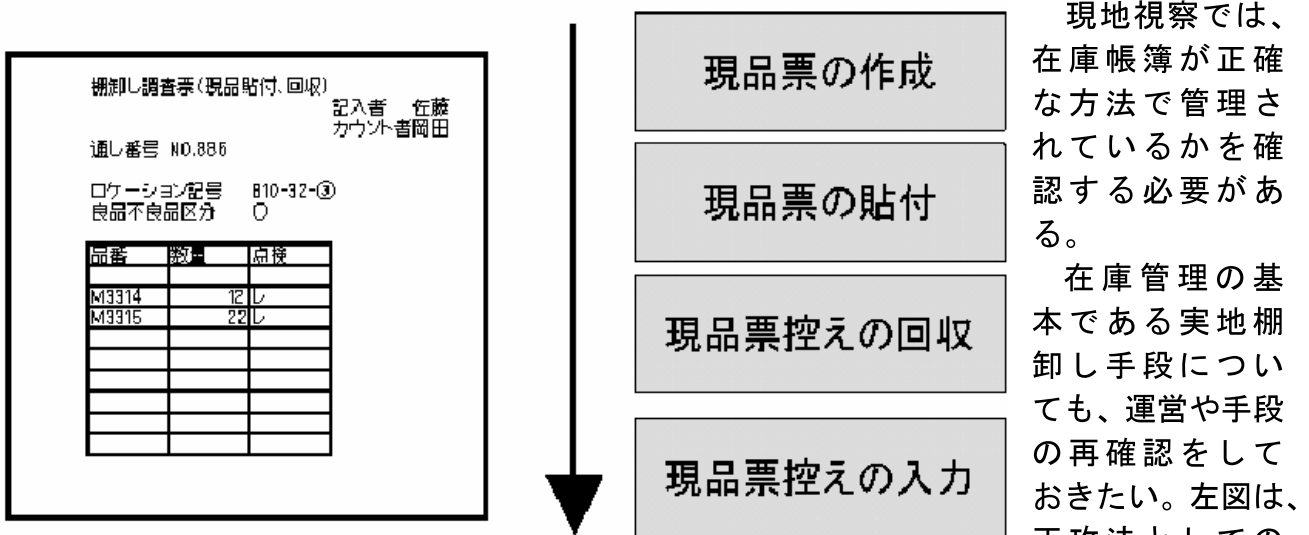 棚卸し調査票(現品貼付、回収)
記入者 佐藤
カウント者岡田
通し番号 NO.886
ロケーション記号 B10-32-③
良品不良品区分 〇
品番 数量 点検
M3314 12 レ
M3315 22 レ
現品票の作成
現品票の貼付
現品票控えの回収
現品票控えの入力
現地視察では、
在庫帳簿が正確
な方法で管理さ
れているかを確
認する必要があ
る。
在庫管理の基
本である実地棚
卸し手段につい
ても、運営や手段
の再確認をして
おきたい。左図は、